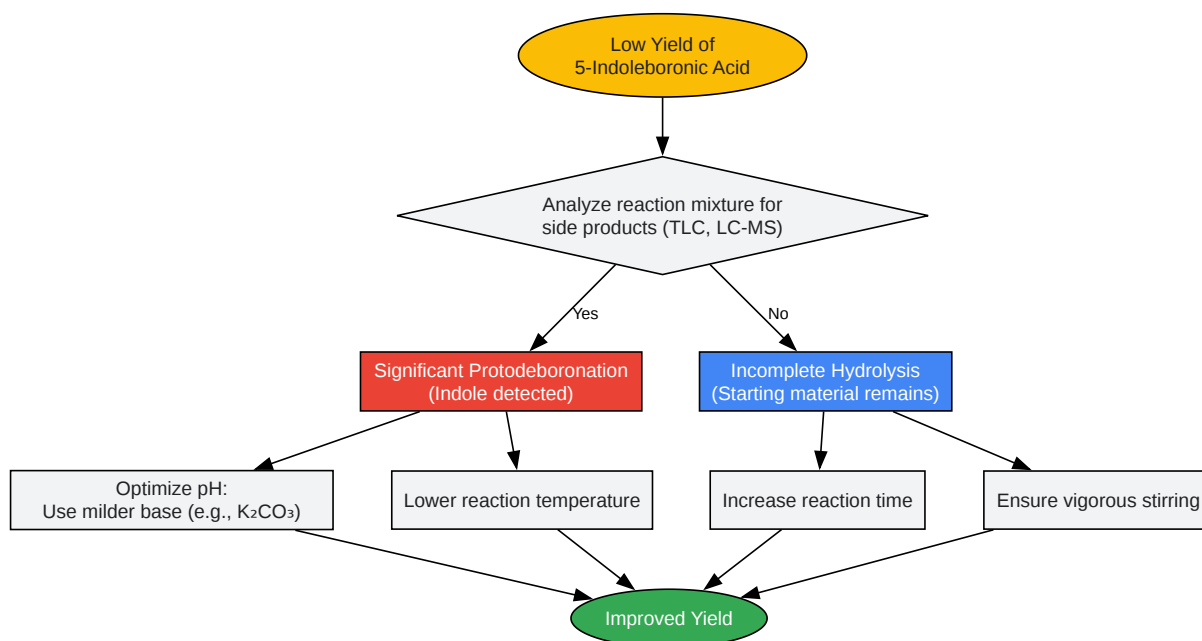 Low Yield of
5-Indoleboronic Acid
Analyze reaction mixture for
side products (TLC, LC-MS)
Yes
No
Significant Protodeboronation
(Indole detected)
Incomplete Hydrolysis
(Starting material remains)
Optimize pH:
Use milder base (e.g., K₂CO₃)
Lower reaction temperature
Increase reaction time
Ensure vigorous stirring
Improved Yield